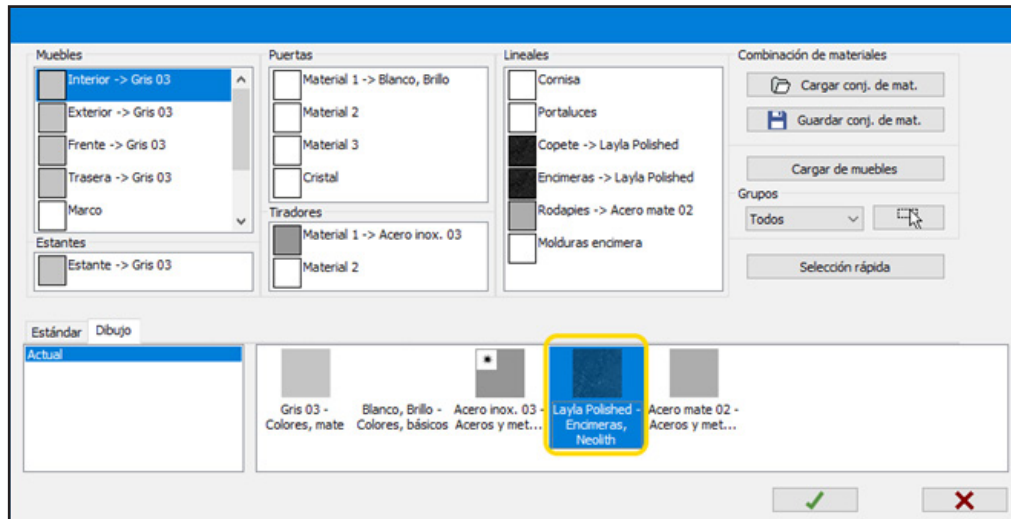 Muebles
Interior -> Gris 03
Exterior -> Gris 03
Frente -> Gris 03
Trasera -> Gris 03
Marco
Estantes
Estante -> Gris 03
Puertas
Material 1 -> Blanco, Brillo
Material 2
Material 3
Cristal
Tiradores
Material 1 -> Acero inox. 03
Material 2
Lineales
Cornisa
Portaluces
Copete -> Layla Polished
Encimeras -> Layla Polished
Rodapies -> Acero mate 02
Molduras encimera
Combinación de materiales
Cargar conj. de mat.
Guardar conj. de mat.
Cargar de muebles
Grupos
Todos
Selección rápida
Estándar Dibujo
Actual
Gris 03 -
Colores, mate
Blanco, Brillo -
Colores, básicos
Acero inox. 03 -
Aceros y met...
Layla Polished -
Encimeras,
Neolith
Acero mate 02 -
Aceros y met...